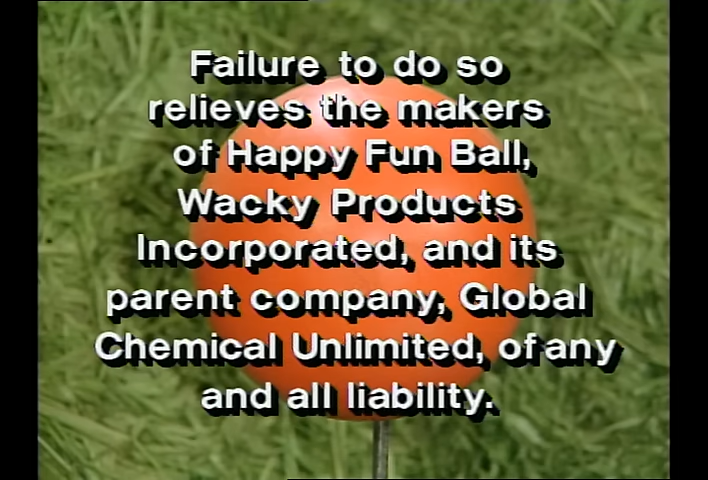 Failure to do so
relieves the makers
of Happy Fun Ball,
Wacky Products
Incorporated, and its
parent company, Global
Chemical Unlimited, of any
and all liability.